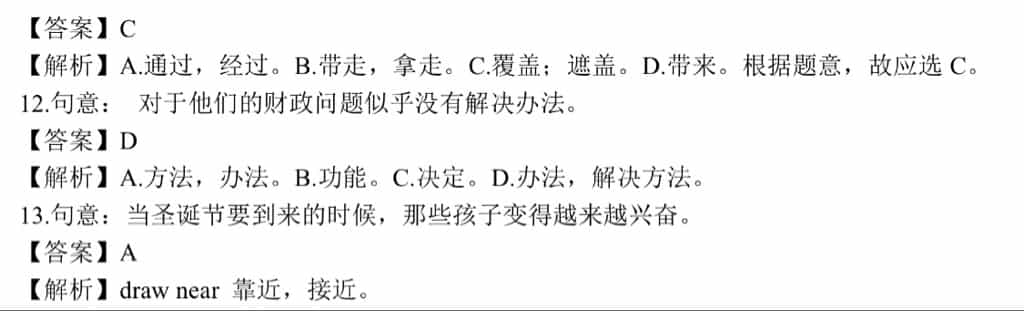 【答案】C
【解析】A.通过，经过。B.带走，拿走。C.覆盖；遮盖。D.带来。根据题意，故应选 C。
12.句意： 对于他们的财政问题似乎没有解决办法。
【答案】D
【解析】A.方法，办法。B.功能。C.决定。D.办法，解决方法。
13.句意：当圣诞节要到来的时候，那些孩子变得越来越兴奋。
【答案】A
【解析】draw near 靠近，接近。